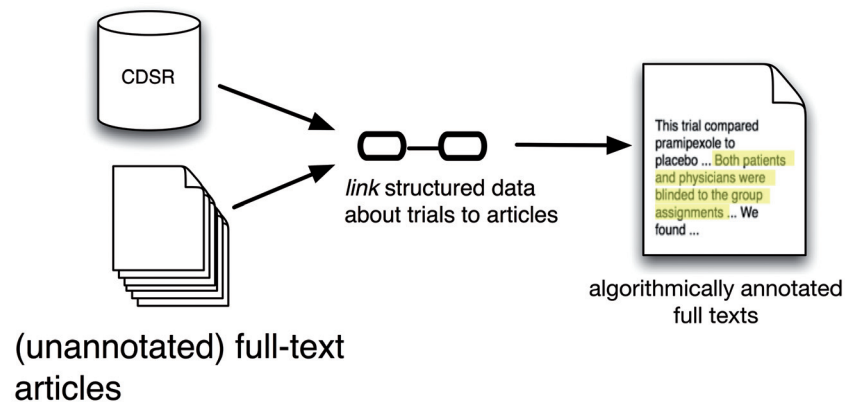 CDSR
(unannotated) full-text
articles
link structured data
about trials to articles
This trial compared
pramipexole to
placebo ... Both patients
and physicians were
blinded to the group
assignments ... We
found ...
algorithmically annotated
full texts